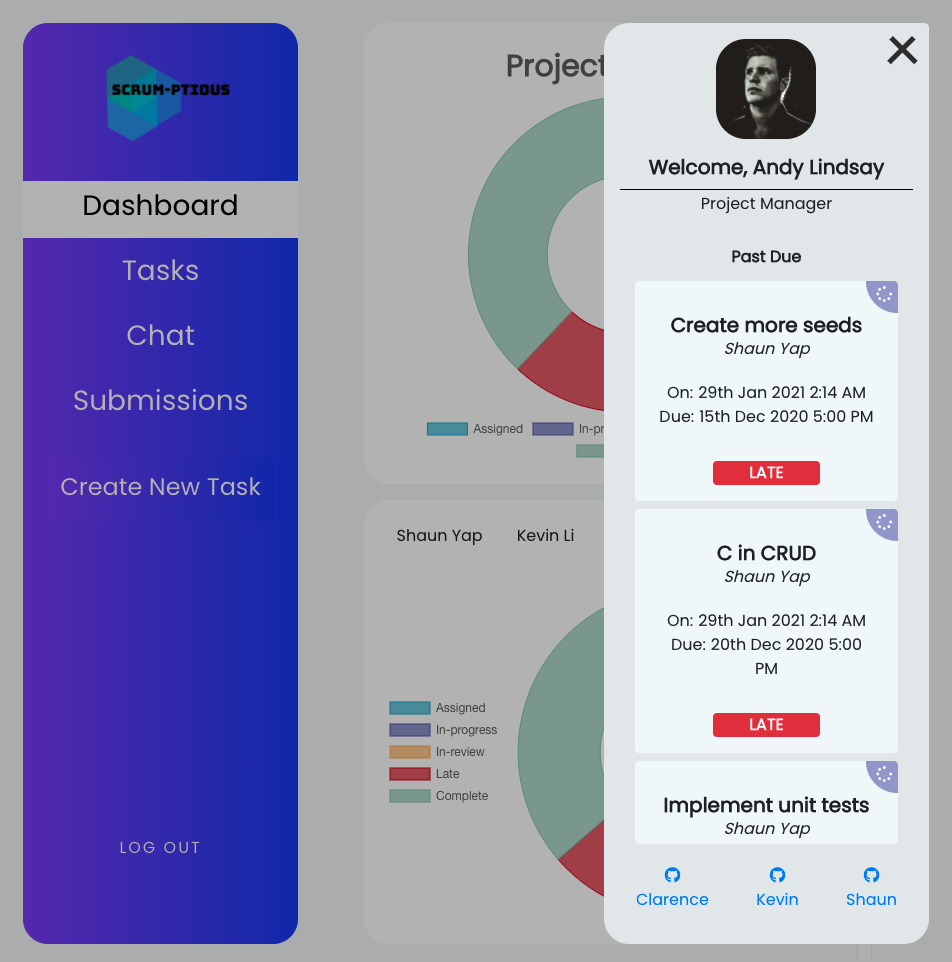 SCRUM-PTIOUS
Dashboard
Tasks
Chat
Submissions
Create New Task
LOG OUT
Project
Assigned
In-pr
Shaun Yap
Kevin Li
Assigned
In-progress
In-review
Late
Complete
Welcome, Andy Lindsay
Project Manager
Past Due
Create more seeds
Shaun Yap
On: 29th Jan 2021 2:14 AM
Due: 15th Dec 2020 5:00 PM
LATE
C in CRUD
Shaun Yap
On: 29th Jan 2021 2:14 AM
Due: 20th Dec 2020 5:00
PM
LATE
Implement unit tests
Shaun Yap
Clarence
Kevin
Shaun